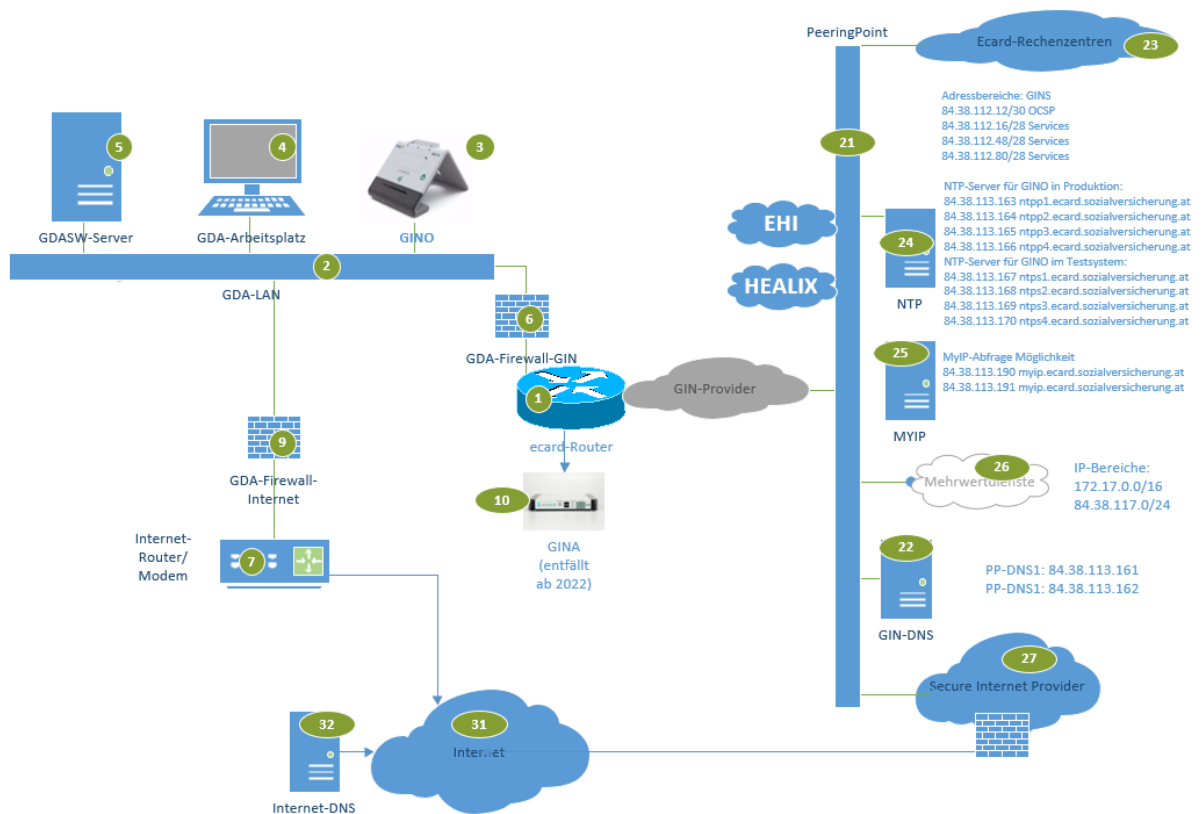 PeeringPoint
Ecard-Rechenzentren
23
Adressbereiche: GINS
84.38.112.12/30 OCSP
84.38.112.16/28 Services
84.38.112.48/28 Services
84.38.112.80/28 Services
5
4
3
21
GDASW-Server
GDA-Arbeitsplatz
GINO
2
GDA-LAN
EHI
HEALIX
24
NTP
NTP-Server für GINO in Produktion:
84.38.113.163 ntpp1.ecard.sozialversicherung.at
84.38.113.164 ntpp2.ecard.sozialversicherung.at
84.38.113.165 ntpp3.ecard.sozialversicherung.at
84.38.113.166 ntpp4.ecard.sozialversicherung.at
NTP-Server für GINO im Testsystem:
84.38.113.167 ntps1.ecard.sozialversicherung.at
84.38.113.168 ntps2.ecard.sozialversicherung.at
84.38.113.169 ntps3.ecard.sozialversicherung.at
84.38.113.170 ntps4.ecard.sozialversicherung.at
6
GDA-Firewall-GIN
1
ecard-Router
GIN-Provider
25
MYIP
MyIP-Abfrage Möglichkeit
84.38.113.190 myip.ecard.sozialversicherung.at
84.38.113.191 myip.ecard.sozialversicherung.at
9
GDA-Firewall-
Internet
10
GINA
(entfällt
ab 2022)
26
Mehrwertdienste
IP-Bereiche:
172.17.0.0/16
84.38.117.0/24
Internet-
Router/
Modem
7
22
GIN-DNS
PP-DNS1: 84.38.113.161
PP-DNS1: 84.38.113.162
27
Secure Internet Provider
32
Internet-DNS
31
Internet